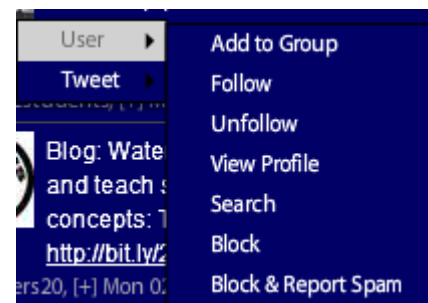 User
Tweet
Add to Group
Follow
Unfollow
View Profile
Search
Block
Block & Report Spam
[+]
Blog: Wate
and teach s
concepts: T
http://bit.ly/2
ers20, [+] Mon 02